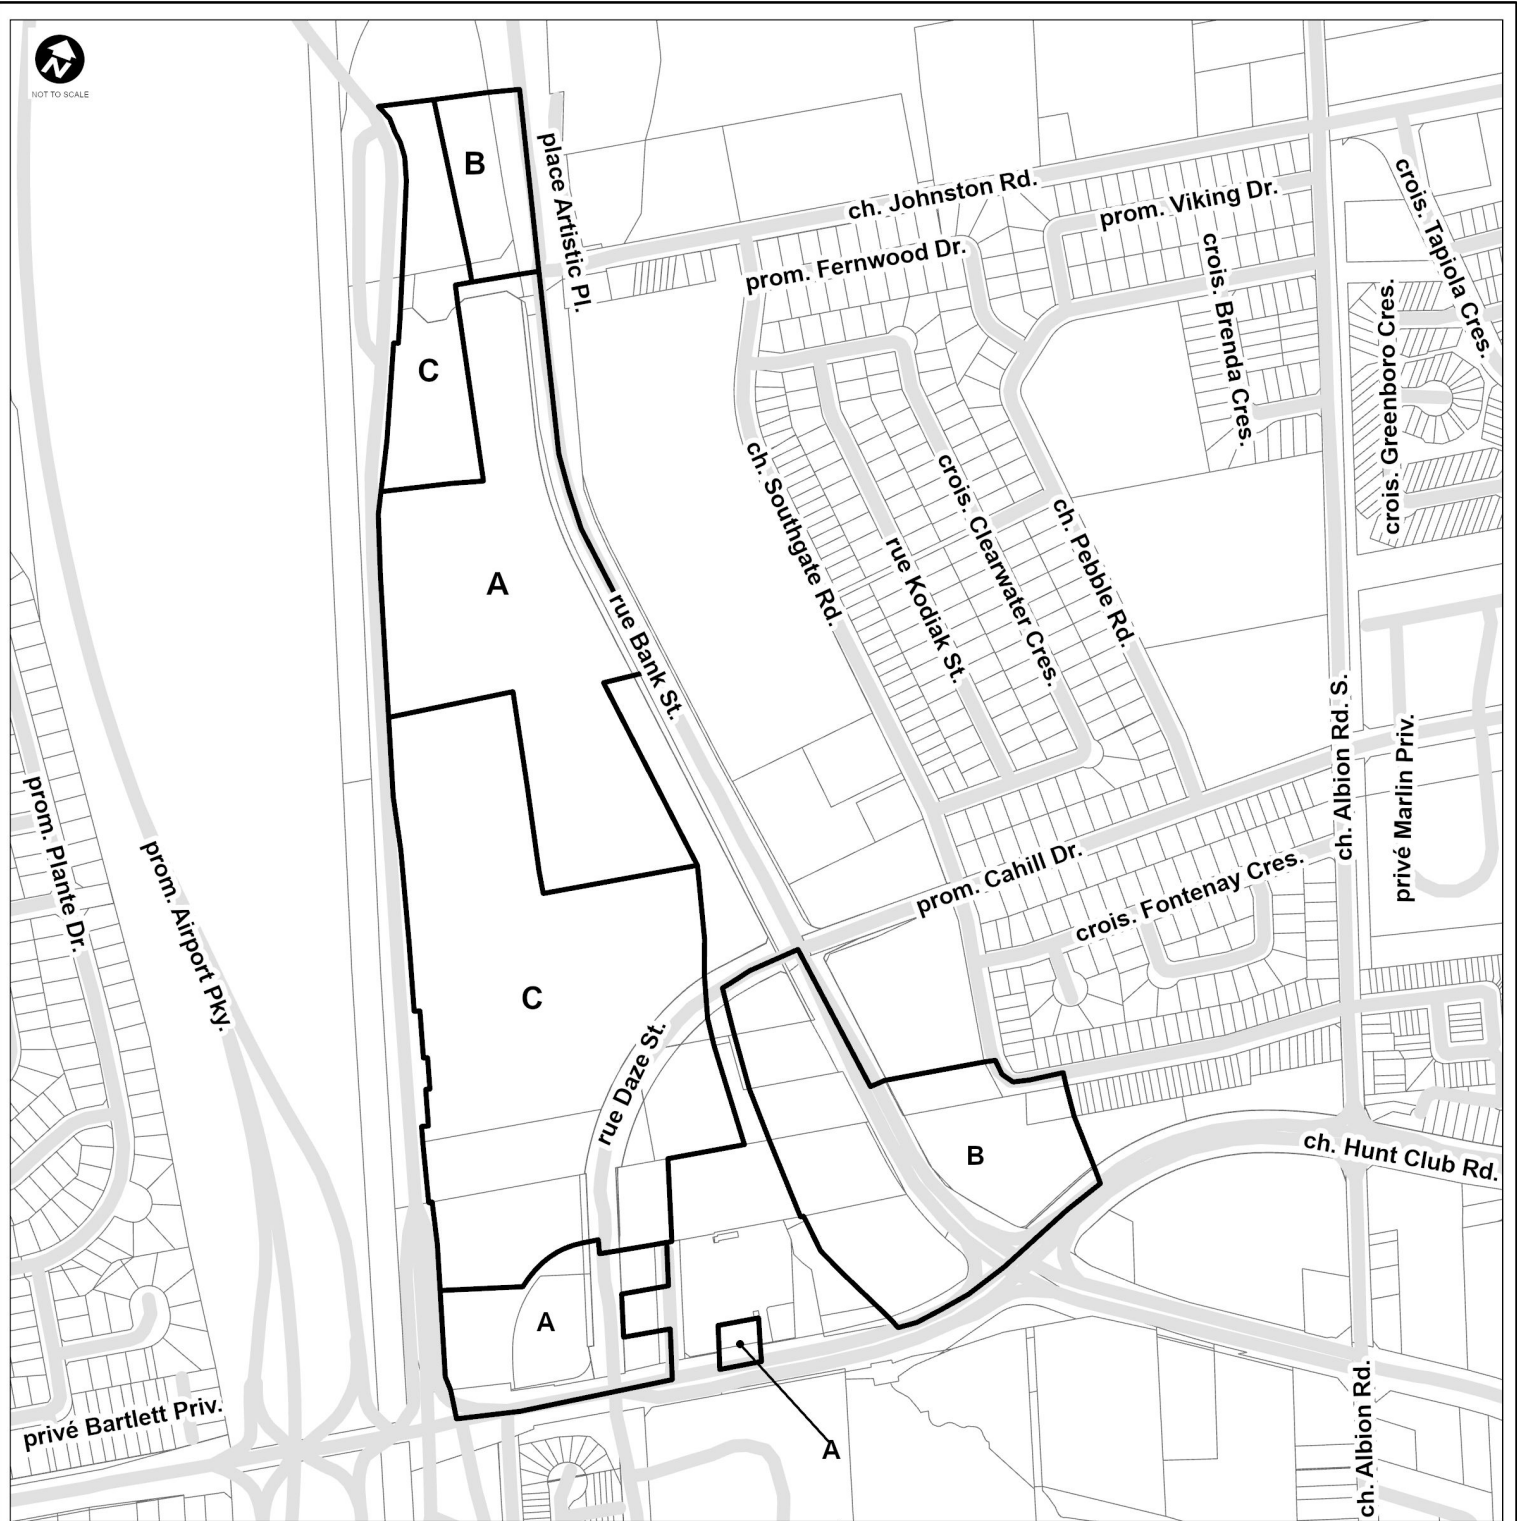 N
NOT TO SCALE
B
place Artistic Pl.
ch. Johnston Rd.
prom. Viking Dr.
crois. Tapiola Cres.
prom. Fernwood Dr.
crois. Brenda Cres.
crois. Greenboro Cres.
C
ch. Southgate Rd.
crois. Clearwater Cres.
ch. Pebble Rd.
rue Kodiak St.
A
rue Bank St.
ch. Albion Rd. S.
privé Marlin Priv.
prom. Plante Dr.
prom. Airport Pky.
prom. Cahill Dr.
crois. Fontenay Cres.
C
rue Daze St.
B
ch. Hunt Club Rd.
A
privé Bartlett Priv.
A
ch. Albion Rd.